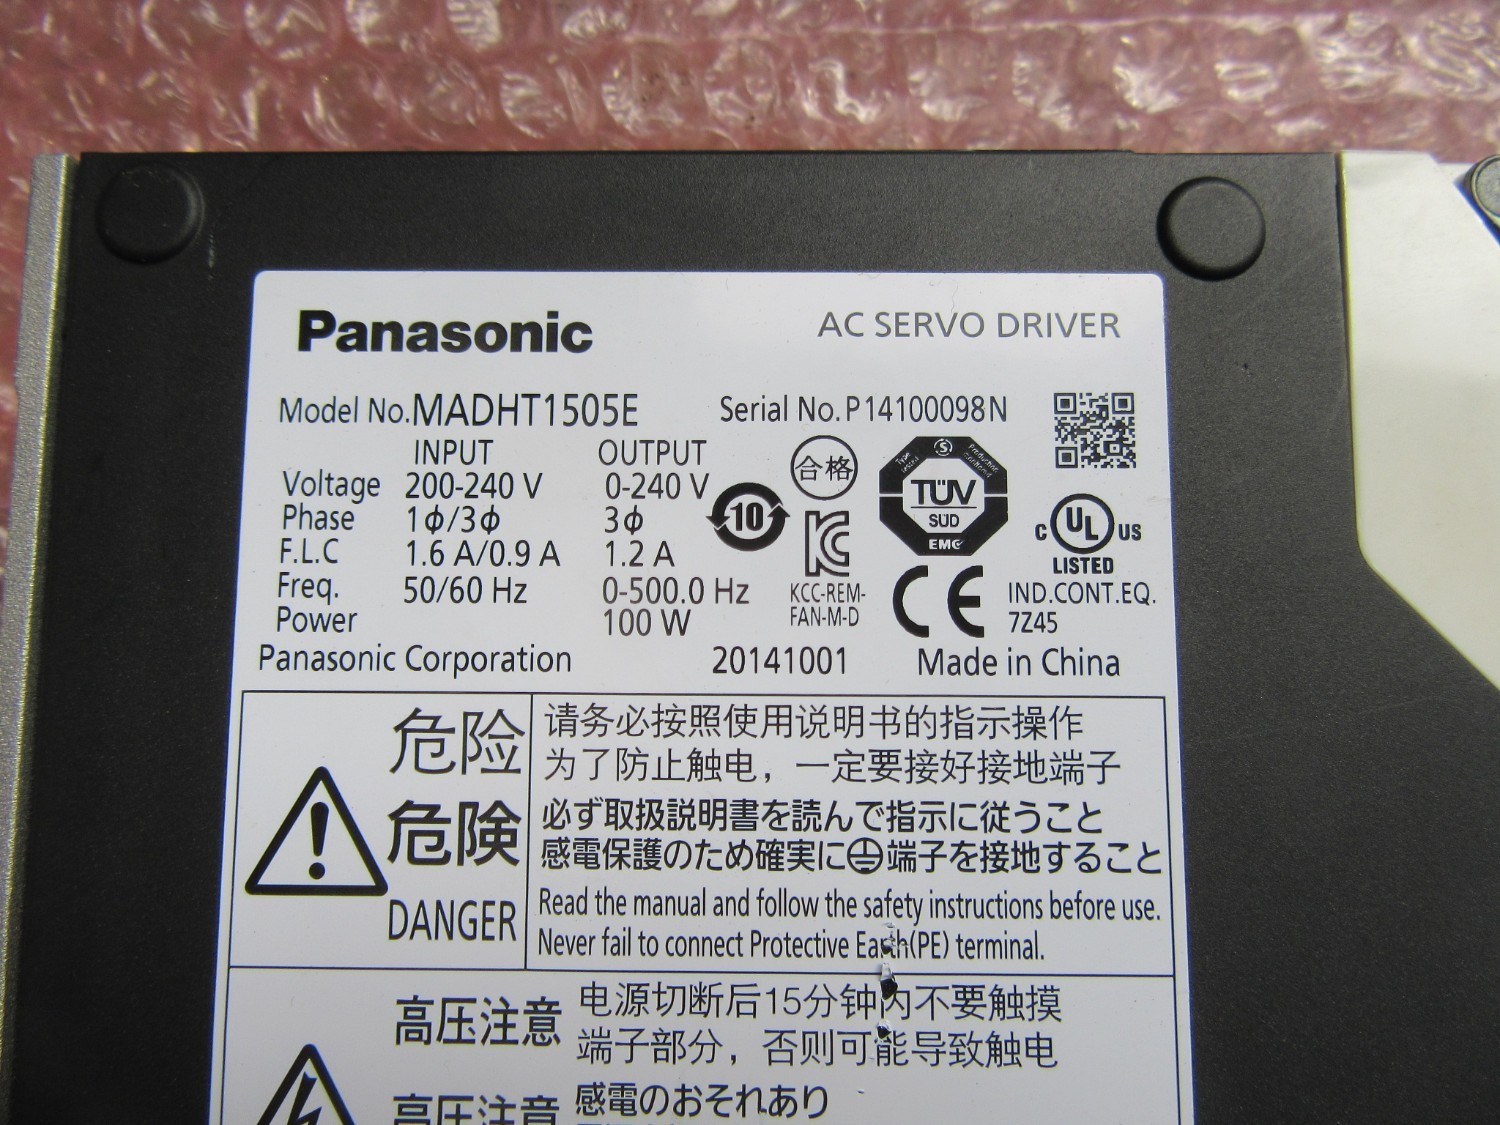 Panasonic
AC SERVO DRIVER
Model No. MADHT1505E
Serial No. P14100098N
INPUT OUTPUT
Voltage 200-240 V 0-240 V
Phase 1ϕ/3ϕ 3ϕ
F.L.C 1.6 A/0.9 A 1.2 A
Freq. 50/60 Hz 0-500.0 Hz
Power 100 W
10
合格
KCC-REM-
FAN-M-D
TÜV
SÜD
EMC
CE
C UL US
LISTED
IND.CONT.EQ.
7Z45
Panasonic Corporation 20141001 Made in China
危险
危険
DANGER
请务必按照使用说明书的指示操作
为了防止触电，一定要接好接地端子
必ず取扱説明書を読んで指示に従うこと
感電保護のため確実に⏚端子を接地すること
Read the manual and follow the safety instructions before use.
Never fail to connect Protective Earth(PE) terminal.
高压注意
电源切断后15分钟内不要触摸
端子部分，否则可能导致触电
高圧注意
感電のおそれあり